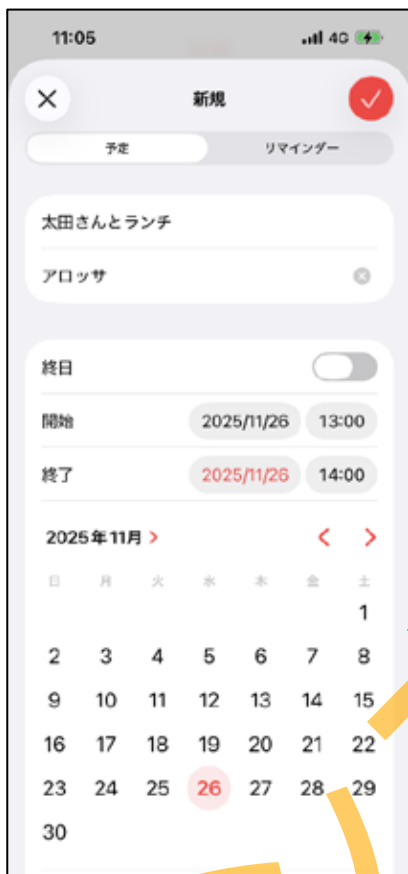 11:05 4G
新規
予定 リマインダー
太田さんとランチ
アロッサ
終日
開始 2025/11/26 13:00
終了 2025/11/26 14:00
2025年11月
日 月 火 水 木 金 土
1
2 3 4 5 6 7 8
9 10 11 12 13 14 15
16 17 18 19 20 21 22
23 24 25 26 27 28 29
30